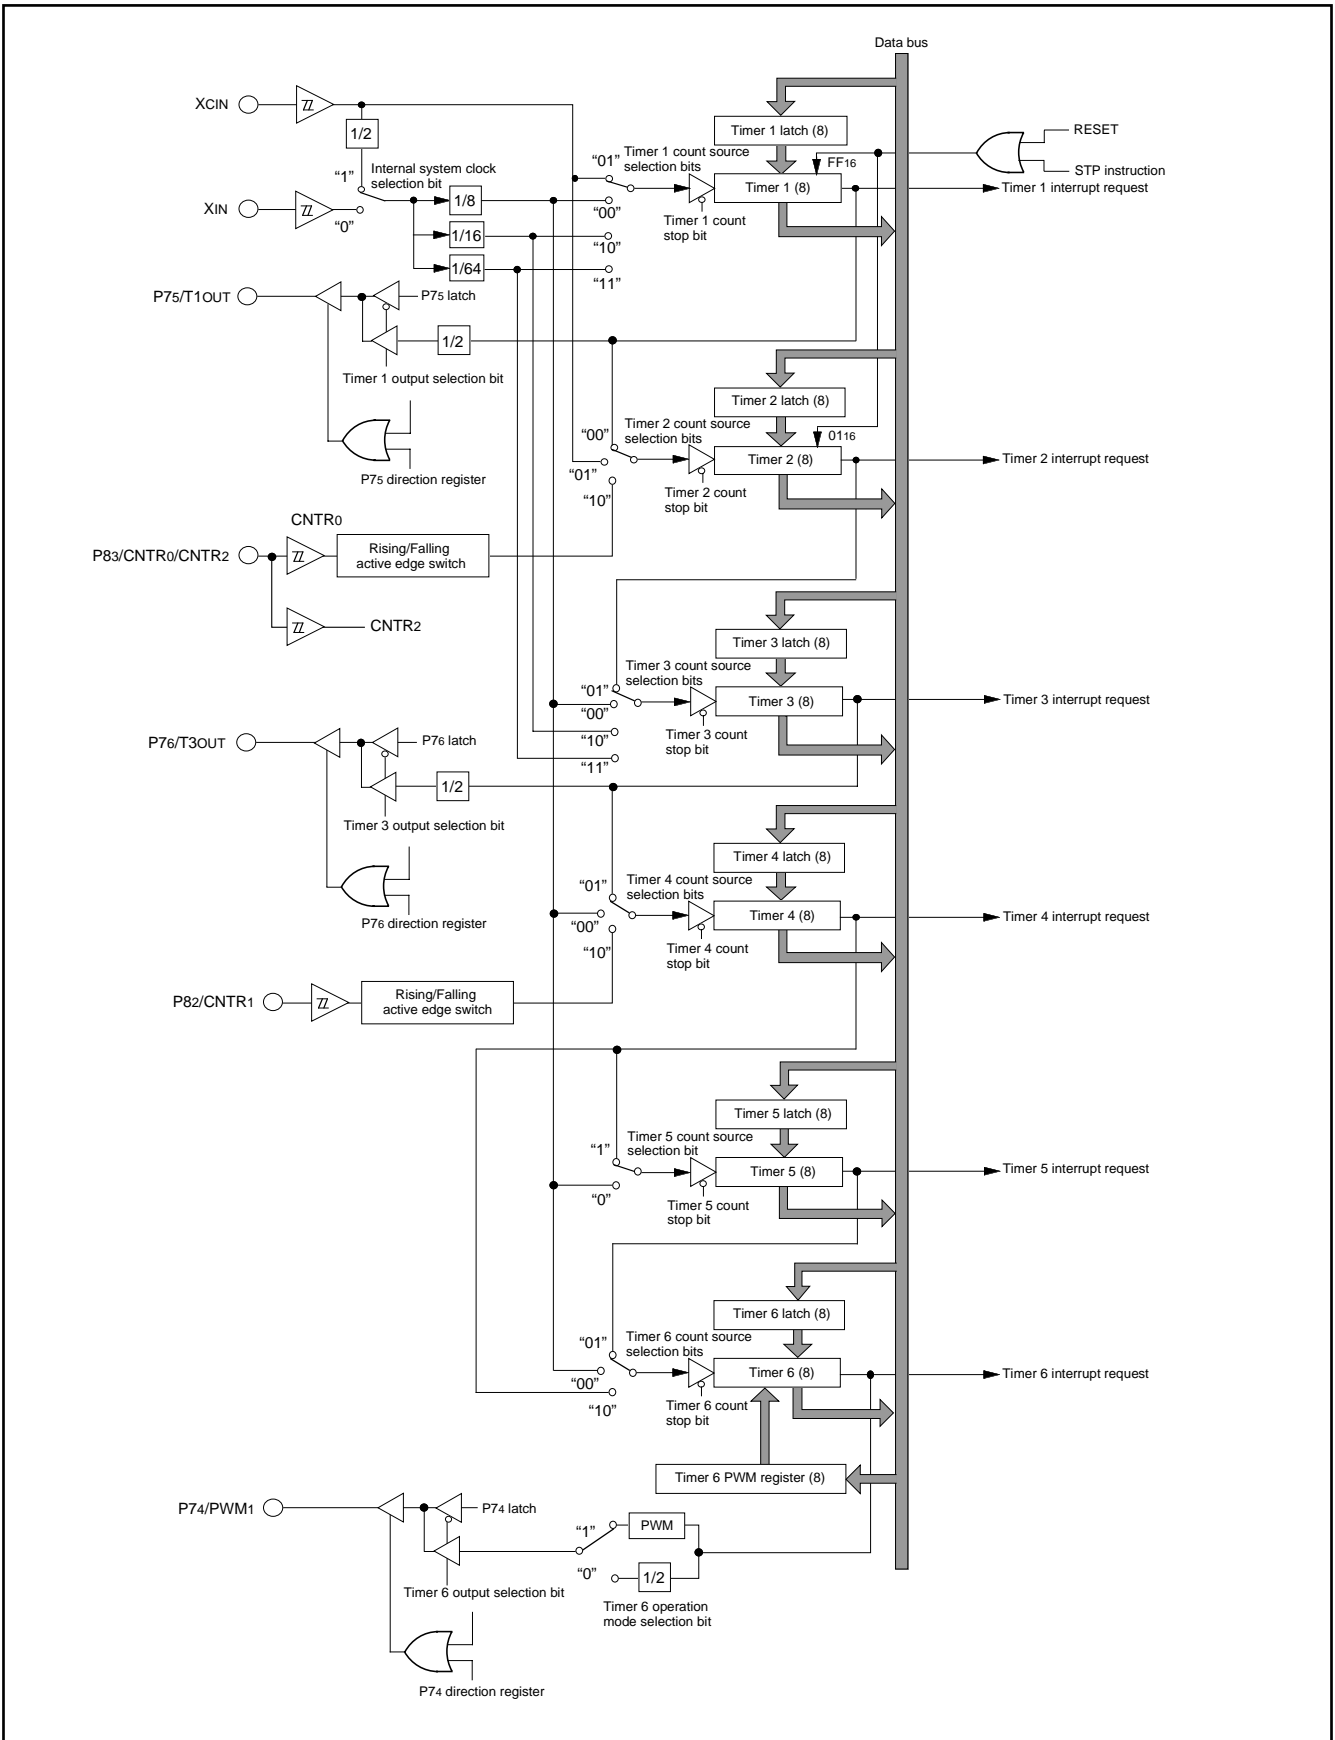 Data bus
XCIN
1/2
Timer 1 latch (8)
RESET
STP instruction
"1"
Internal system clock
selection bit
"01"
Timer 1 count source
selection bits
FF16
XIN
"0"
1/8
"00"
Timer 1 (8)
Timer 1 interrupt request
Timer 1 count
stop bit
1/16
"10"
1/64
"11"
P75/T1OUT
P75 latch
1/2
Timer 1 output selection bit
Timer 2 latch (8)
"00"
Timer 2 count source
selection bits
0116
Timer 2 (8)
Timer 2 interrupt request
"01"
"10"
Timer 2 count
stop bit
P75 direction register
CNTR0
P83/CNTR0/CNTR2
Rising/Falling
active edge switch
CNTR2
Timer 3 latch (8)
"01"
Timer 3 count source
selection bits
"00"
Timer 3 (8)
Timer 3 interrupt request
Timer 3 count
stop bit
"10"
"11"
P76/T3OUT
P76 latch
1/2
Timer 3 output selection bit
Timer 4 latch (8)
"01"
Timer 4 count source
selection bits
"00"
Timer 4 (8)
Timer 4 interrupt request
P76 direction register
"10"
Timer 4 count
stop bit
P82/CNTR1
Rising/Falling
active edge switch
Timer 5 latch (8)
"1"
Timer 5 count source
selection bit
Timer 5 (8)
Timer 5 interrupt request
"0"
Timer 5 count
stop bit
Timer 6 latch (8)
"01"
Timer 6 count source
selection bits
"00"
Timer 6 (8)
Timer 6 interrupt request
"10"
Timer 6 count
stop bit
Timer 6 PWM register (8)
P74/PWM1
P74 latch
"1"
PWM
"0"
1/2
Timer 6 output selection bit
Timer 6 operation
mode selection bit
P74 direction register